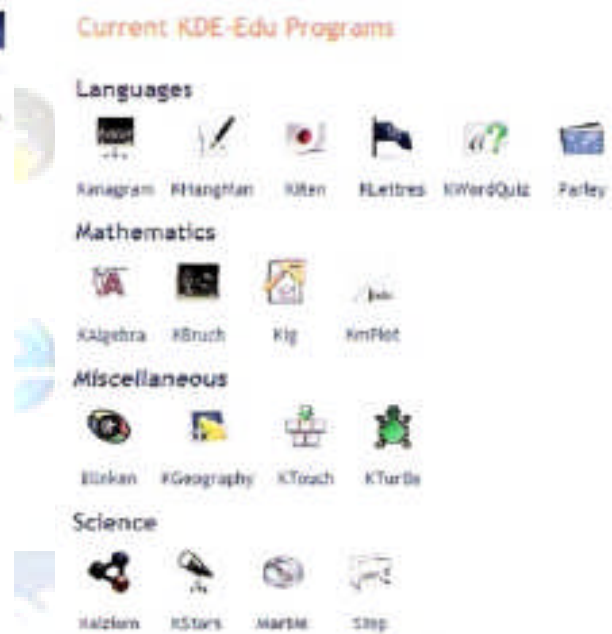 Current KDE-Edu Programs
Languages
Kanagram KHangMan Kiten KLettres KWordQuiz Parley
Mathematics
KAlgebra KBruch Kig KmPlot
Miscellaneous
Blinken KGeography KTouch KTurtle
Science
Kalzium KStars Marble Step